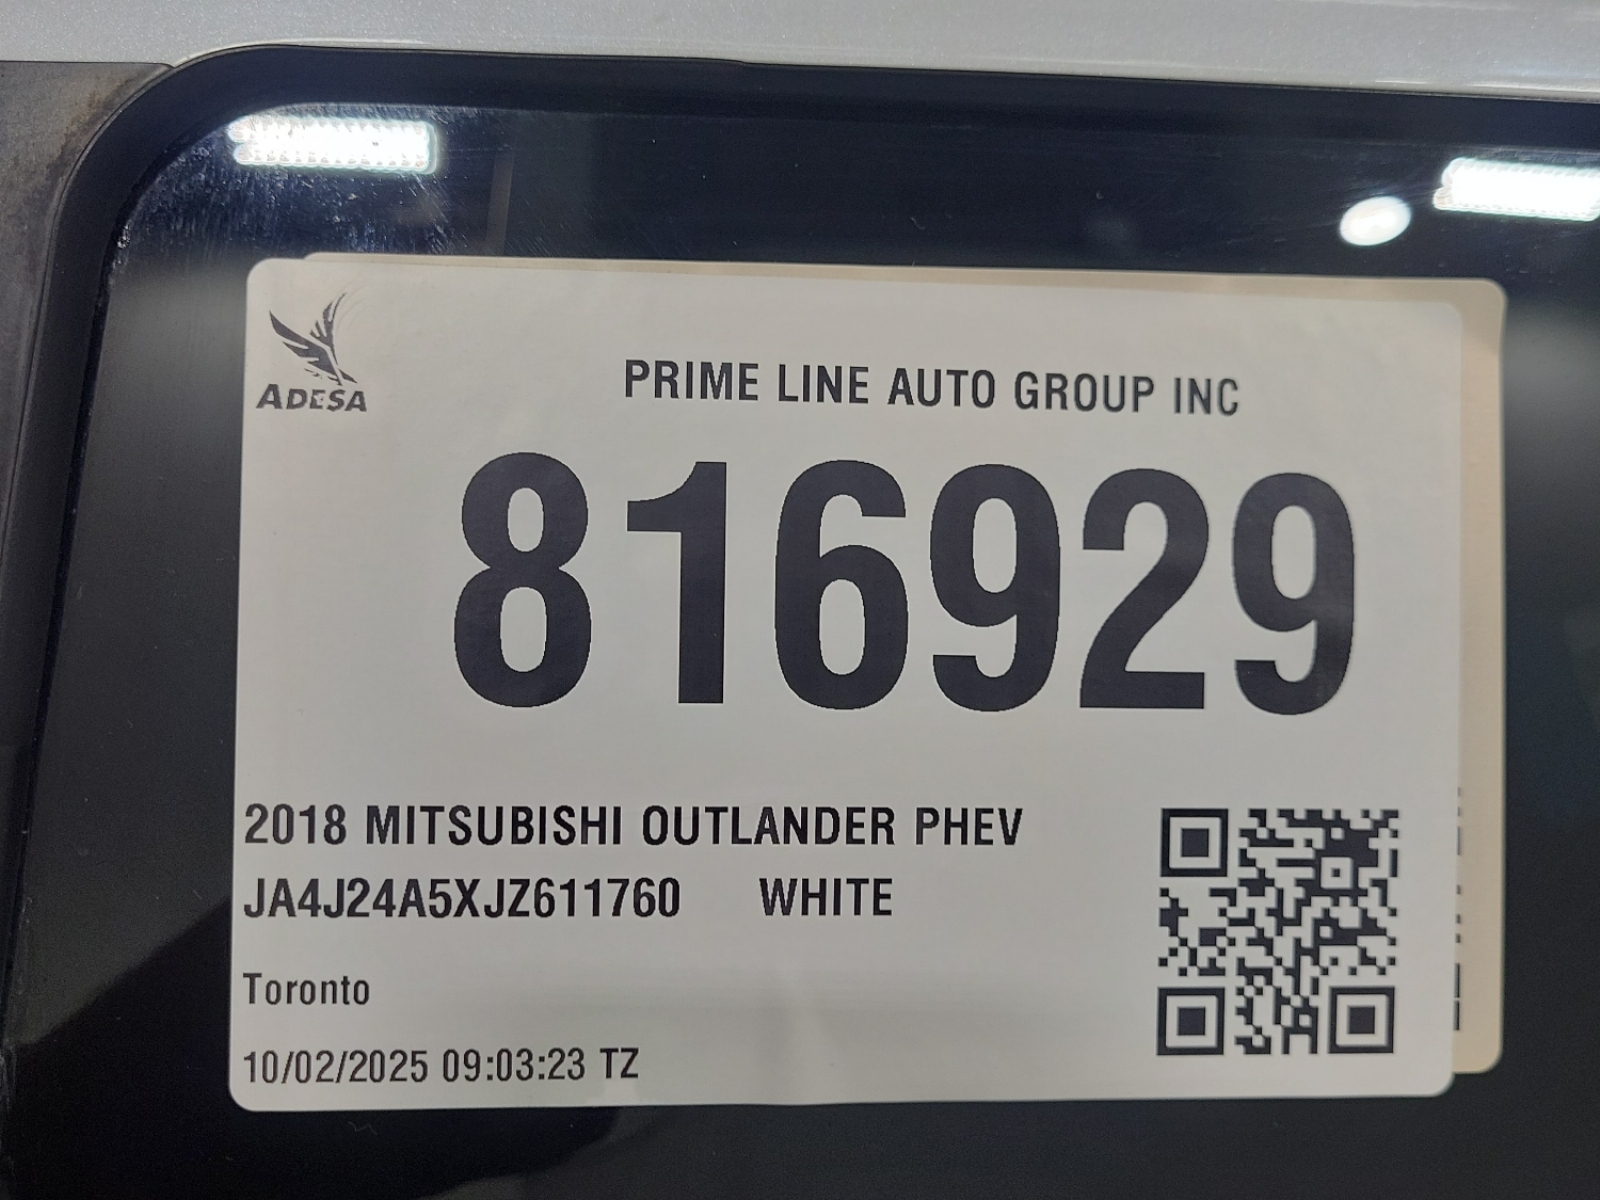 ADESA
PRIME LINE AUTO GROUP INC
816929
2018 MITSUBISHI OUTLANDER PHEV
JA4J24A5XJZ611760 WHITE
Toronto
10/02/2025 09:03:23 TZ